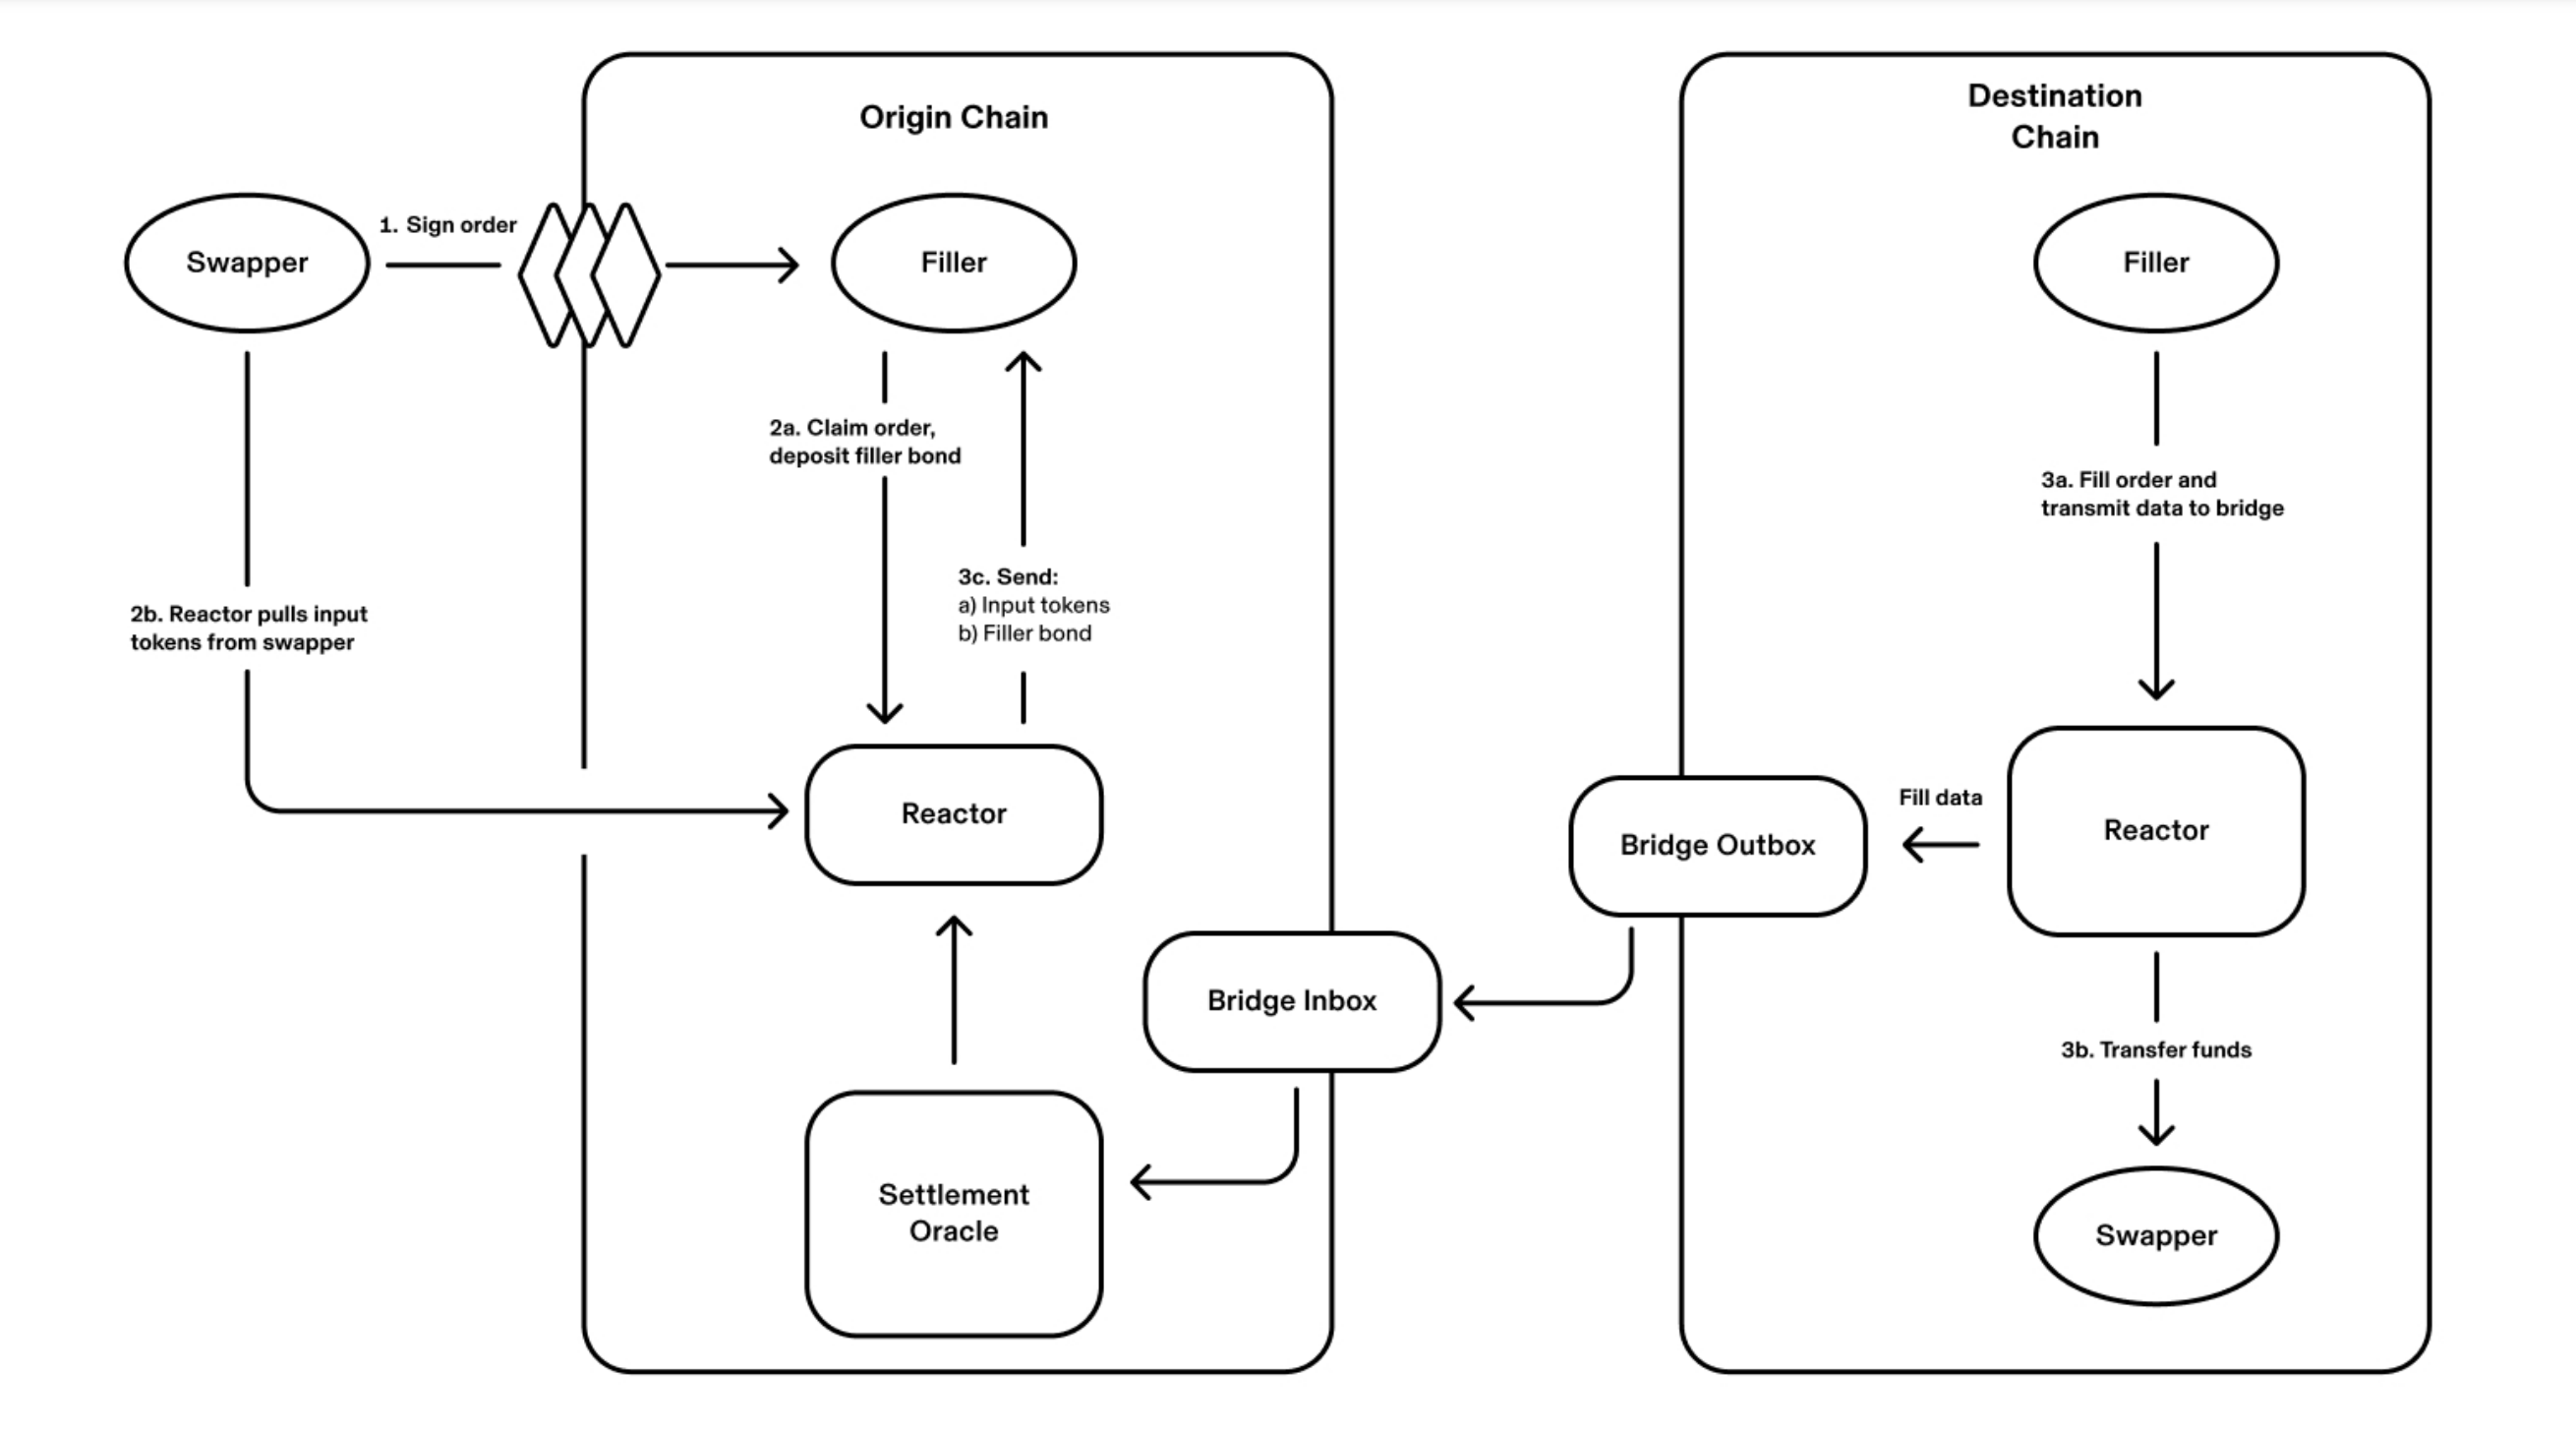 Origin Chain
Destination
Chain
1. Sign order
Swapper
Filler
Filler
2a. Claim order,
deposit filler bond
3a. Fill order and
transmit data to bridge
3c. Send:
a) Input tokens
b) Filler bond
2b. Reactor pulls input
tokens from swapper
Reactor
Fill data
Bridge Outbox
Reactor
Bridge Inbox
3b. Transfer funds
Settlement
Oracle
Swapper